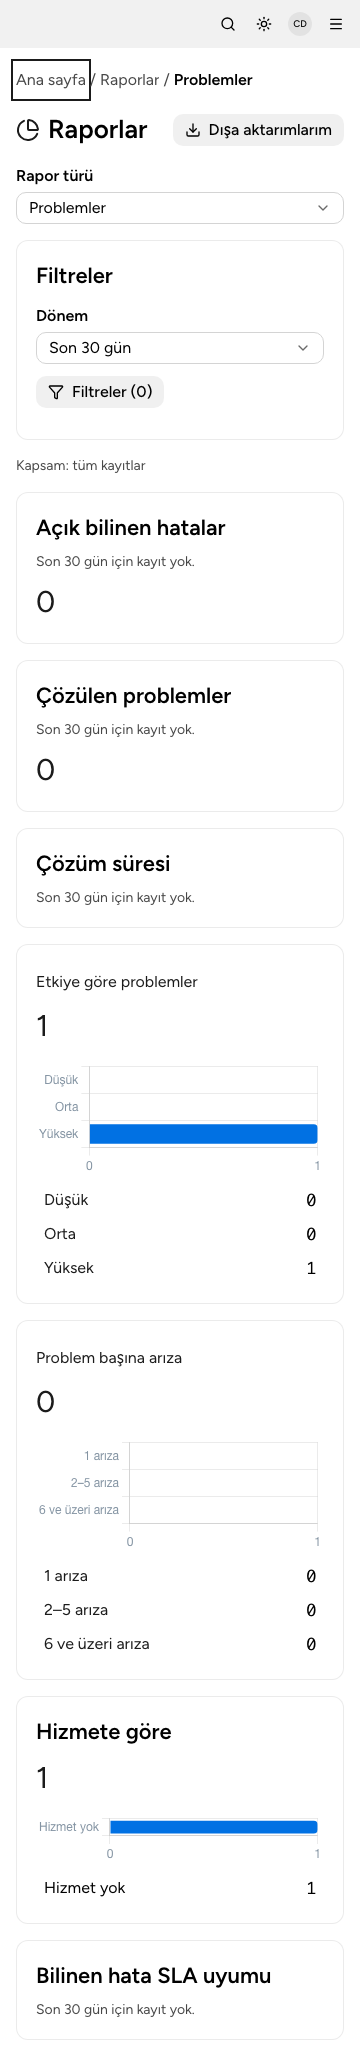 CD
Ana sayfa / Raporlar / Problemler
Raporlar
Dışa aktarımlarım
Rapor türü
Problemler
Filtreler
Dönem
Son 30 gün
Filtreler (0)
Kapsam: tüm kayıtlar
Açık bilinen hatalar
Son 30 gün için kayıt yok.
0
Çözülen problemler
Son 30 gün için kayıt yok.
0
Çözüm süresi
Son 30 gün için kayıt yok.
Etkiye göre problemler
1
Düşük
Orta
Yüksek
0 1
Düşük 0
Orta 0
Yüksek 1
Problem başına arıza
0
1 arıza
2–5 arıza
6 ve üzeri arıza
0 1
1 arıza 0
2–5 arıza 0
6 ve üzeri arıza 0
Hizmete göre
1
Hizmet yok
0 1
Hizmet yok 1
Bilinen hata SLA uyumu
Son 30 gün için kayıt yok.